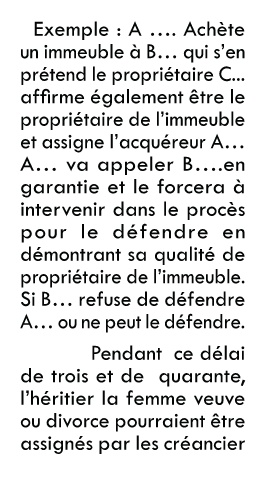 Exemple : A …. Achète
un immeuble à B… qui s’en
prétend le propriétaire C...
affirme également être le
propriétaire de l’immeuble
et assigne l’acquéreur A…
A… va appeler B….en
garantie et le forcera à
intervenir dans le procès
pour le défendre en
démontrant sa qualité de
propriétaire de l’immeuble.
Si B… refuse de défendre
A… ou ne peut le défendre.
Pendant ce délai
de trois et de quarante,
l’héritier la femme veuve
ou divorce pourraient être
assignés par les créancier